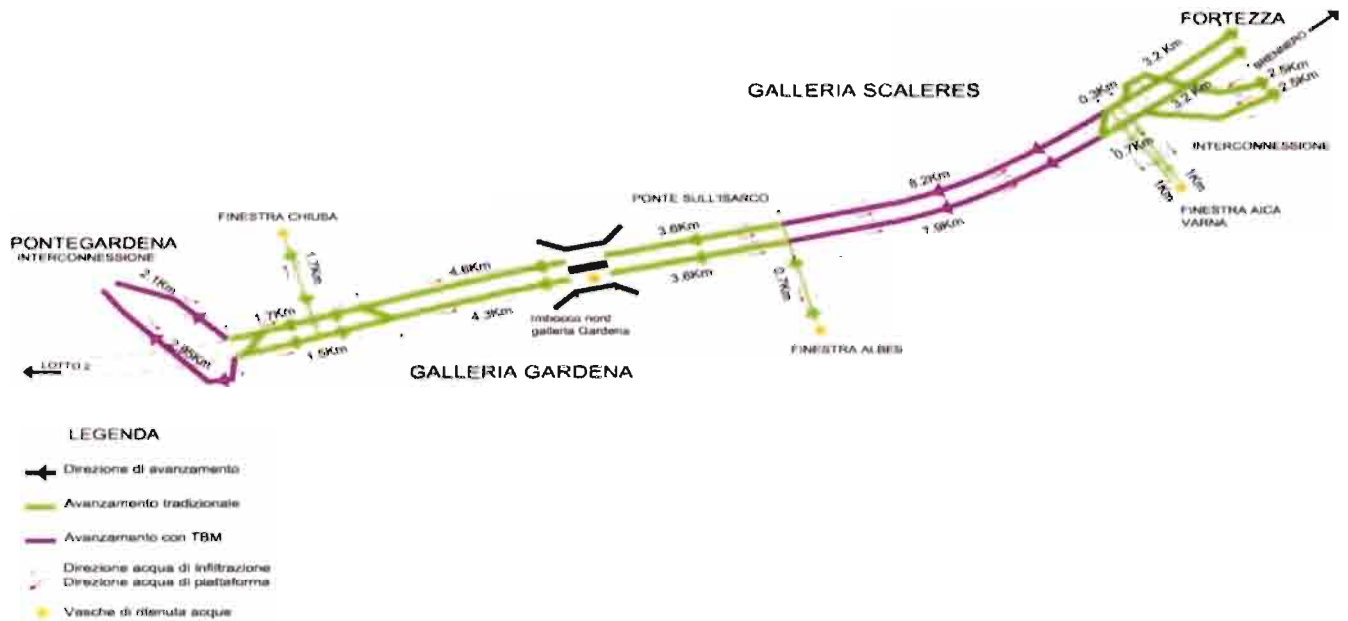 FORTEZZA
BRENNERO
3.2 Km
2.5Km
2.5Km
GALLERIA SCALERES
0.3Km
3.2 Km
INTERCONNESSIONE
0.7Km
1Km
1Km
FINESTRA AICA
VARNA
8.2Km
7.9Km
PONTE SULL'ISARCO
3.6Km
3.6Km
0.7Km
FINESTRA ALBES
FINESTRA CHIUSA
1.7Km
PONTEGARDENA
INTERCONNESSIONE
2.1Km
4.6Km
1.7Km
4.3Km
Imbocco nord
galleria Gardena
1.5Km
2.95Km
LOTTO 2
GALLERIA GARDENA
LEGENDA
Direzione di avanzamento
Avanzamento tradizionale
Avanzamento con TBM
Direzione acqua di infiltrazione
Direzione acqua di piattaforma
Vasche di ritenuta acque